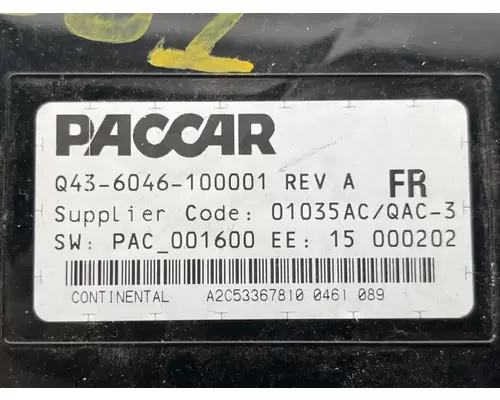 PACCAR
Q43-6046-100001 REV A FR
Supplier Code: 01035AC/QAC-3
SW: PAC_001600 EE: 15 000202
CONTINENTAL A2C53367810 0461 089